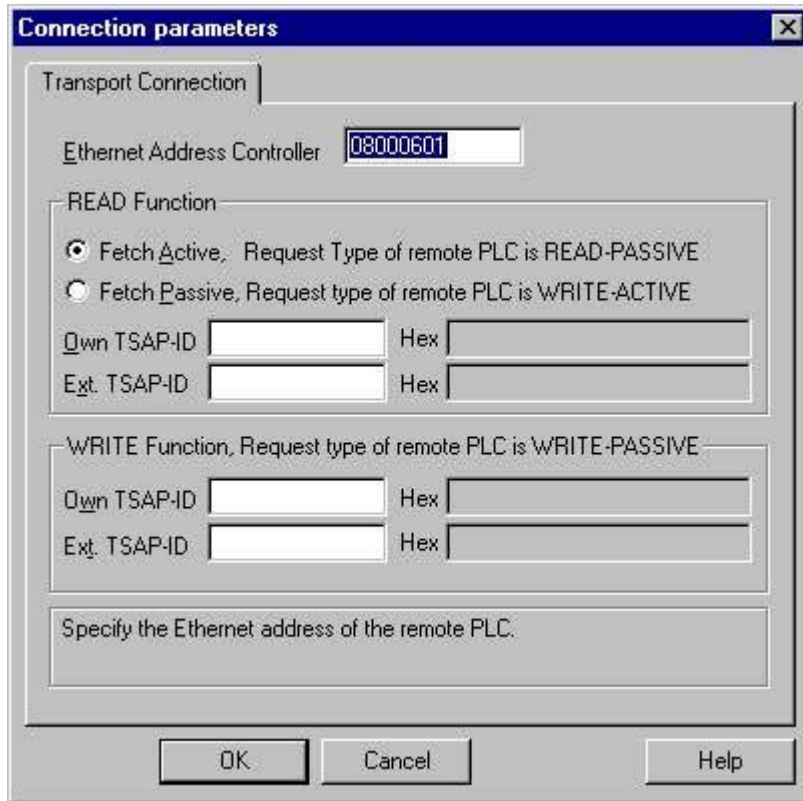 Connection parameters
Transport Connection
Ethernet Address Controller 08000601
READ Function
Fetch Active, Request Type of remote PLC is READ-PASSIVE
Fetch Passive, Request type of remote PLC is WRITE-ACTIVE
Own TSAP-ID Hex
Ext. TSAP-ID Hex
WRITE Function, Request type of remote PLC is WRITE-PASSIVE
Own TSAP-ID Hex
Ext. TSAP-ID Hex
Specify the Ethernet address of the remote PLC.
OK Cancel Help